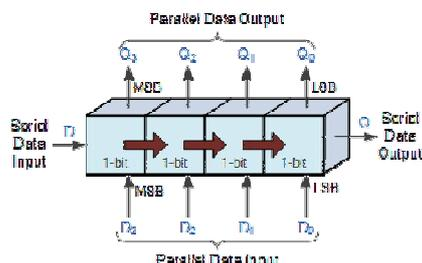 Parallel Data Output
Q3 Q2 Q1 Q0
MSB LSB
Serial D Q Serial
Data Data
Input Output
1-bit 1-bit 1-bit 1-bit
MSB LSB
D3 D2 D1 D0
Parallel Data Input